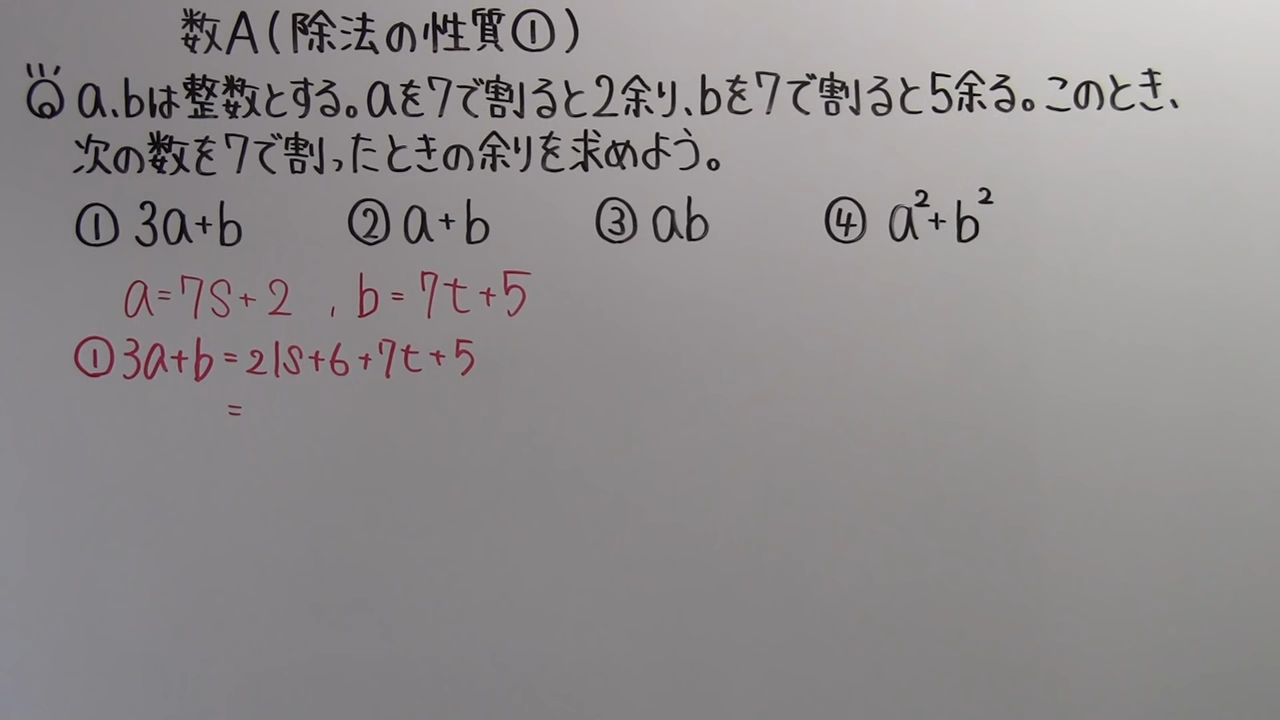 数A(除法の性質①)
Q a、bは整数とする。aを7で割ると2余り、bを7で割ると5余る。このとき、
次の数を7で割ったときの余りを求めよう。
① 3a+b ② a+b ③ ab ④ a²+b²
a=7s+2 , b=7t+5
①3a+b=21s+6+7t+5
=